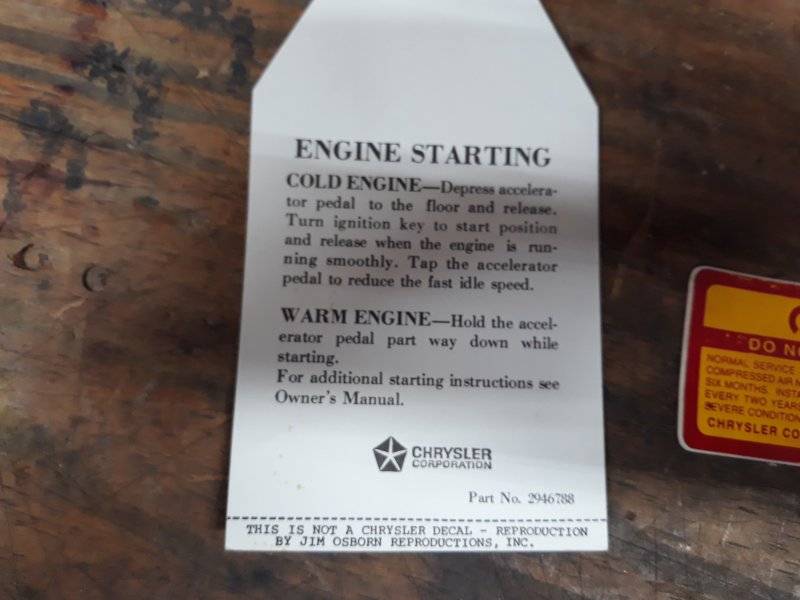 ENGINE STARTING
COLD ENGINE—Depress accelera-
tor pedal to the floor and release.
Turn ignition key to start position
and release when the engine is run-
ning smoothly. Tap the accelerator
pedal to reduce the fast idle speed.
WARM ENGINE—Hold the accel-
erator pedal part way down while
starting.
For additional starting instructions see
Owner's Manual.
CHRYSLER
CORPORATION
Part No. 2946788
THIS IS NOT A CHRYSLER DECAL - REPRODUCTION
BY JIM OSBORN REPRODUCTIONS, INC.
DO
NORMAL SERVICE
COMPRESSED AIR
SIX MONTHS.
EVERY TWO YEARS
SEVERE
CHRYSLER